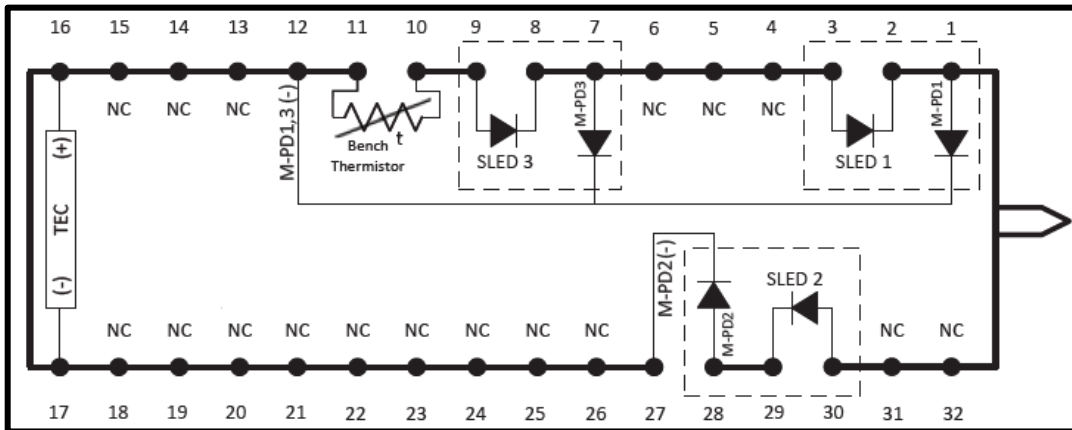 16 15 14 13 12 11 10 9 8 7 6 5 4 3 2 1
NC NC NC M-PD1,3 (-) M-PD3 NC NC NC M-PD1
(+) Bench t SLED 3 SLED 1
Thermistor
TEC
(-) M-PD2(-) SLED 2
M-PD2
NC NC NC NC NC NC NC NC NC NC NC
17 18 19 20 21 22 23 24 25 26 27 28 29 30 31 32